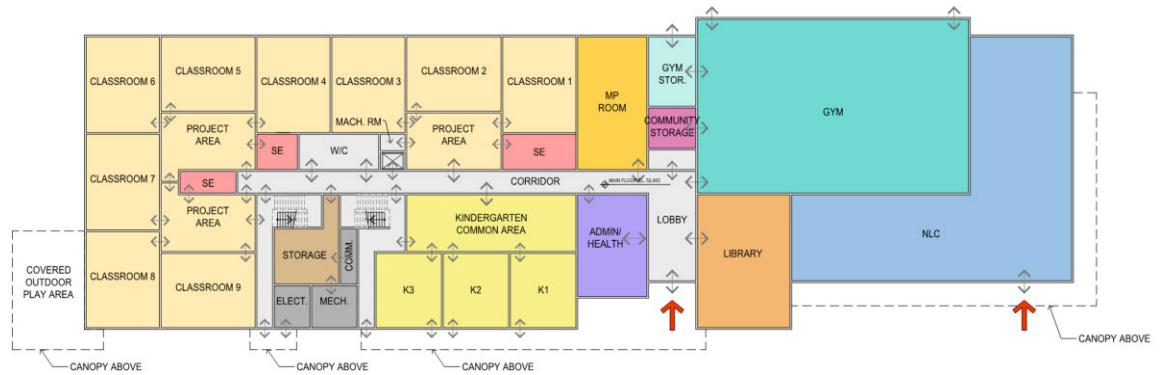 CLASSROOM 6
CLASSROOM 5
CLASSROOM 4
CLASSROOM 3
CLASSROOM 2
CLASSROOM 1
MP
ROOM
GYM
STOR.
GYM
COMMUNITY
STORAGE
MACH. RM
PROJECT
AREA
PROJECT
AREA
SE
W/C
SE
CLASSROOM 7
SE
CORRIDOR
LOBBY
PROJECT
AREA
KINDERGARTEN
COMMON AREA
ADMIN/
HEALTH
LIBRARY
NLC
STORAGE
COMM.
COVERED
OUTDOOR
PLAY AREA
CLASSROOM 8
CLASSROOM 9
ELECT.
MECH.
K3
K2
K1
CANOPY ABOVE
CANOPY ABOVE
CANOPY ABOVE
CANOPY ABOVE